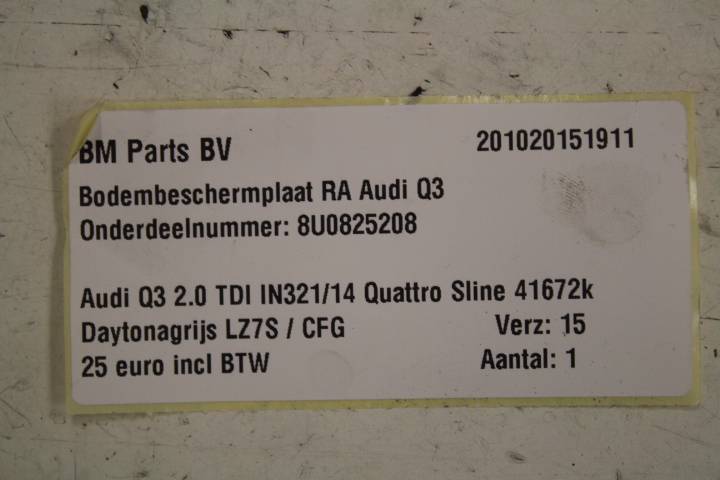 BM Parts BV 201020151911
Bodembeschermplaat RA Audi Q3
Onderdeelnummer: 8U0825208
Audi Q3 2.0 TDI IN321/14 Quattro Sline 41672k
Daytonagrijs LZ7S / CFG Verz: 15
25 euro incl BTW Aantal: 1